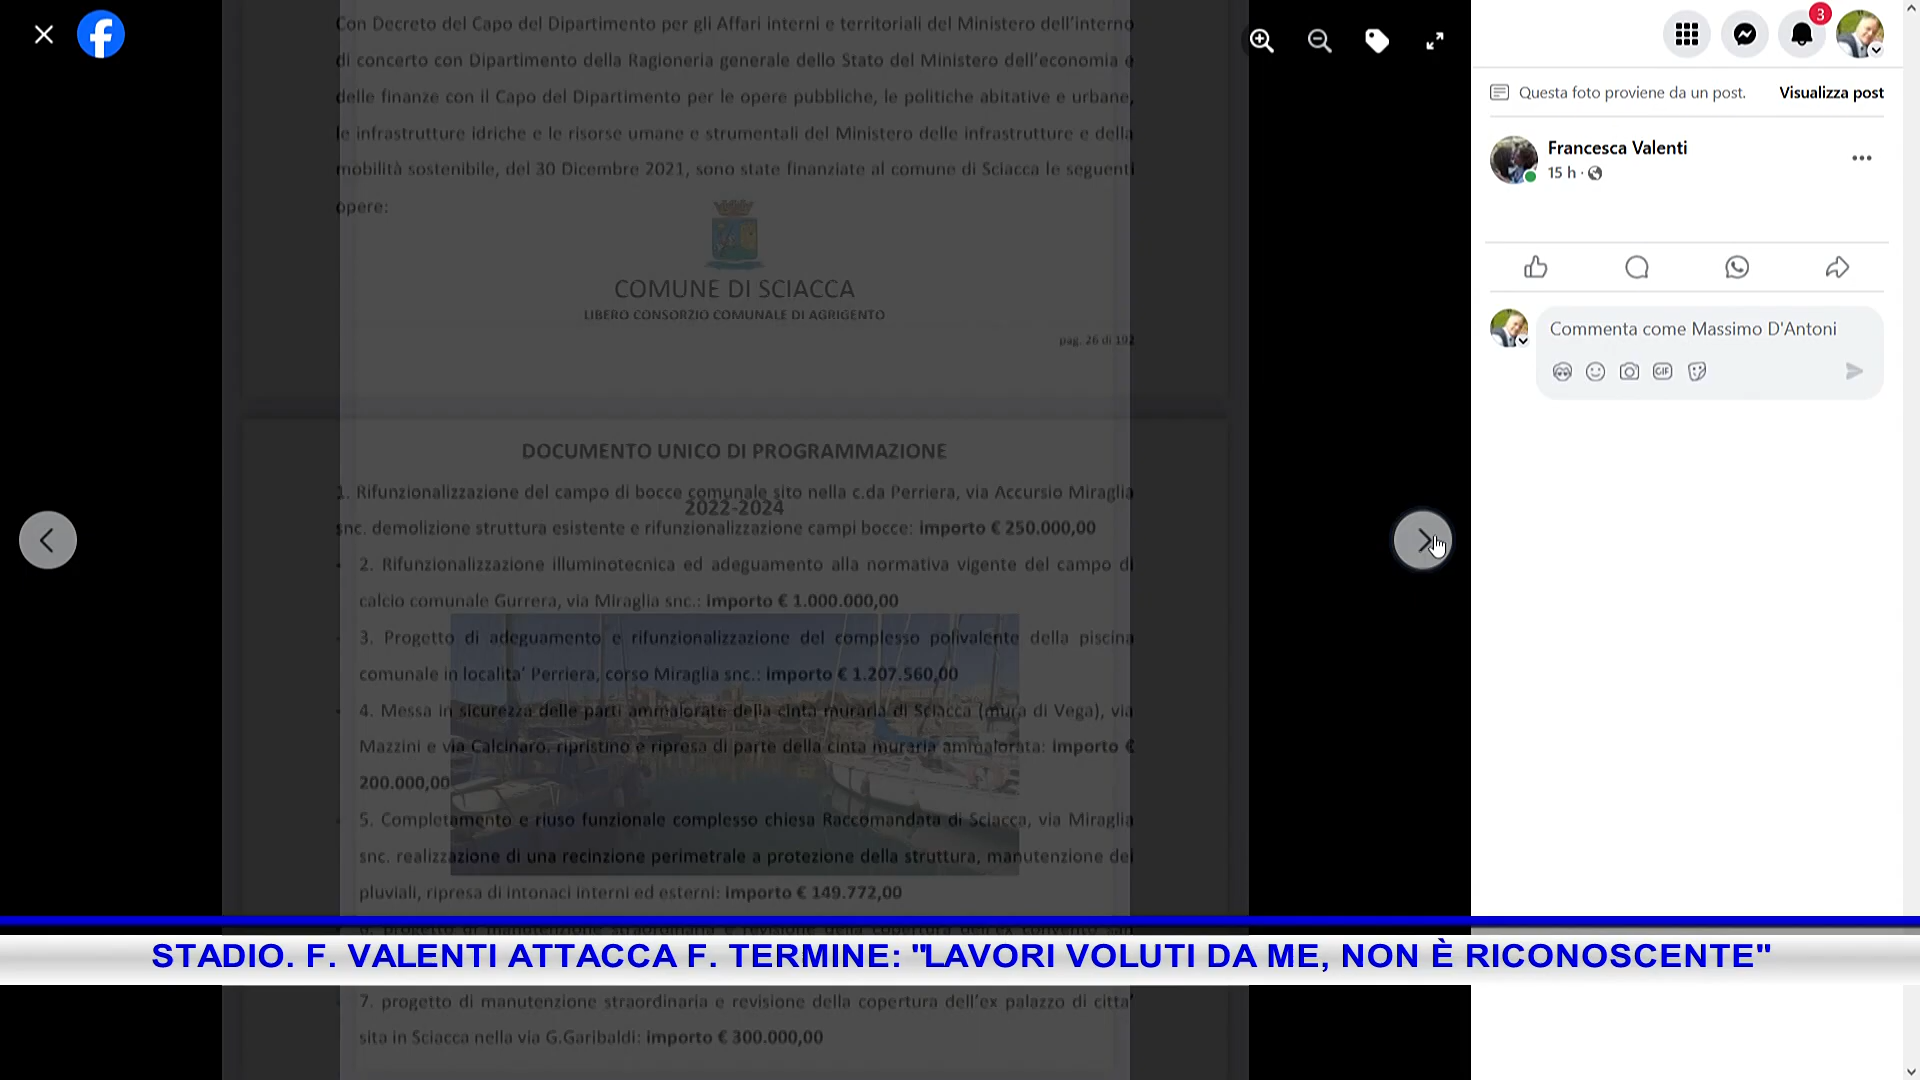 Con Decreto del Capo del Dipartimento per gli Affari interni e territoriali del Ministero dell'interno
di concerto con Dipartimento della Ragioneria generale dello Stato del Ministero dell'economia e
delle finanze con il Capo del Dipartimento per le opere pubbliche, le politiche abitative e urbane,
le infrastrutture idriche e le risorse umane e strumentali del Ministero delle infrastrutture e della
mobilità sostenibile, del 30 Dicembre 2021, sono state finanziate al comune di Sciacca le seguenti
opere:
COMUNE DI SCIACCA
LIBERO CONSORZIO COMUNALE DI AGRIGENTO
pag. 26 di 192
DOCUMENTO UNICO DI PROGRAMMAZIONE
1. Rifunzionalizzazione del campo di bocce comunale sito nella c.da Perriera, via Accursio Miraglia
2022-2024
snc. demolizione struttura esistente e rifunzionalizzazione campi bocce: importo € 250.000,00
2. Rifunzionalizzazione illuminotecnica ed adeguamento alla normativa vigente del campo di
calcio comunale Gurrera, via Miraglia snc.: importo € 1.000.000,00
3. Progetto di adeguamento e rifunzionalizzazione del complesso polivalente della piscina
comunale in localita' Perriera, corso Miraglia snc.: importo € 1.207.560,00
4. Messa in sicurezza delle parti ammalorate della cinta muraria di Sciacca (mura di Vega), via
Mazzini e via Calcinaro. ripristino e ripresa di parte della cinta muraria ammalorata: importo €
200.000,00
5. Completamento e riuso funzionale complesso chiesa Raccomandata di Sciacca, via Miraglia
snc. realizzazione di una recinzione perimetrale a protezione della struttura, manutenzione dei
pluviali, ripresa di intonaci interni ed esterni: importo € 149.772,00
STADIO. F. VALENTI ATTACCA F. TERMINE: "LAVORI VOLUTI DA ME, NON È RICONOSCENTE"
7. progetto di manutenzione straordinaria e revisione della copertura dell'ex palazzo di citta'
sita in Sciacca nella via G.Garibaldi: importo € 300.000,00
3
Questa foto proviene da un post. Visualizza post
Francesca Valenti
15 h ·
Commenta come Massimo D'Antoni
GIF